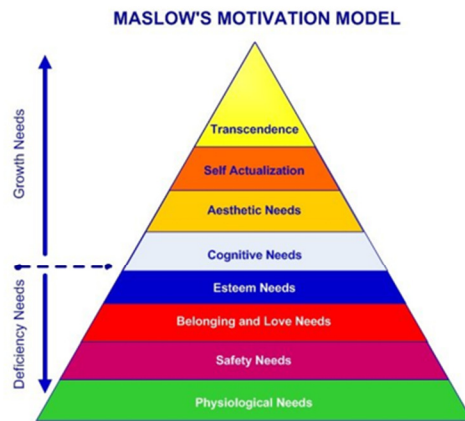 MASLOW'S MOTIVATION MODEL
Growth Needs
Deficiency Needs
Transcendence
Self Actualization
Aesthetic Needs
Cognitive Needs
Esteem Needs
Belonging and Love Needs
Safety Needs
Physiological Needs